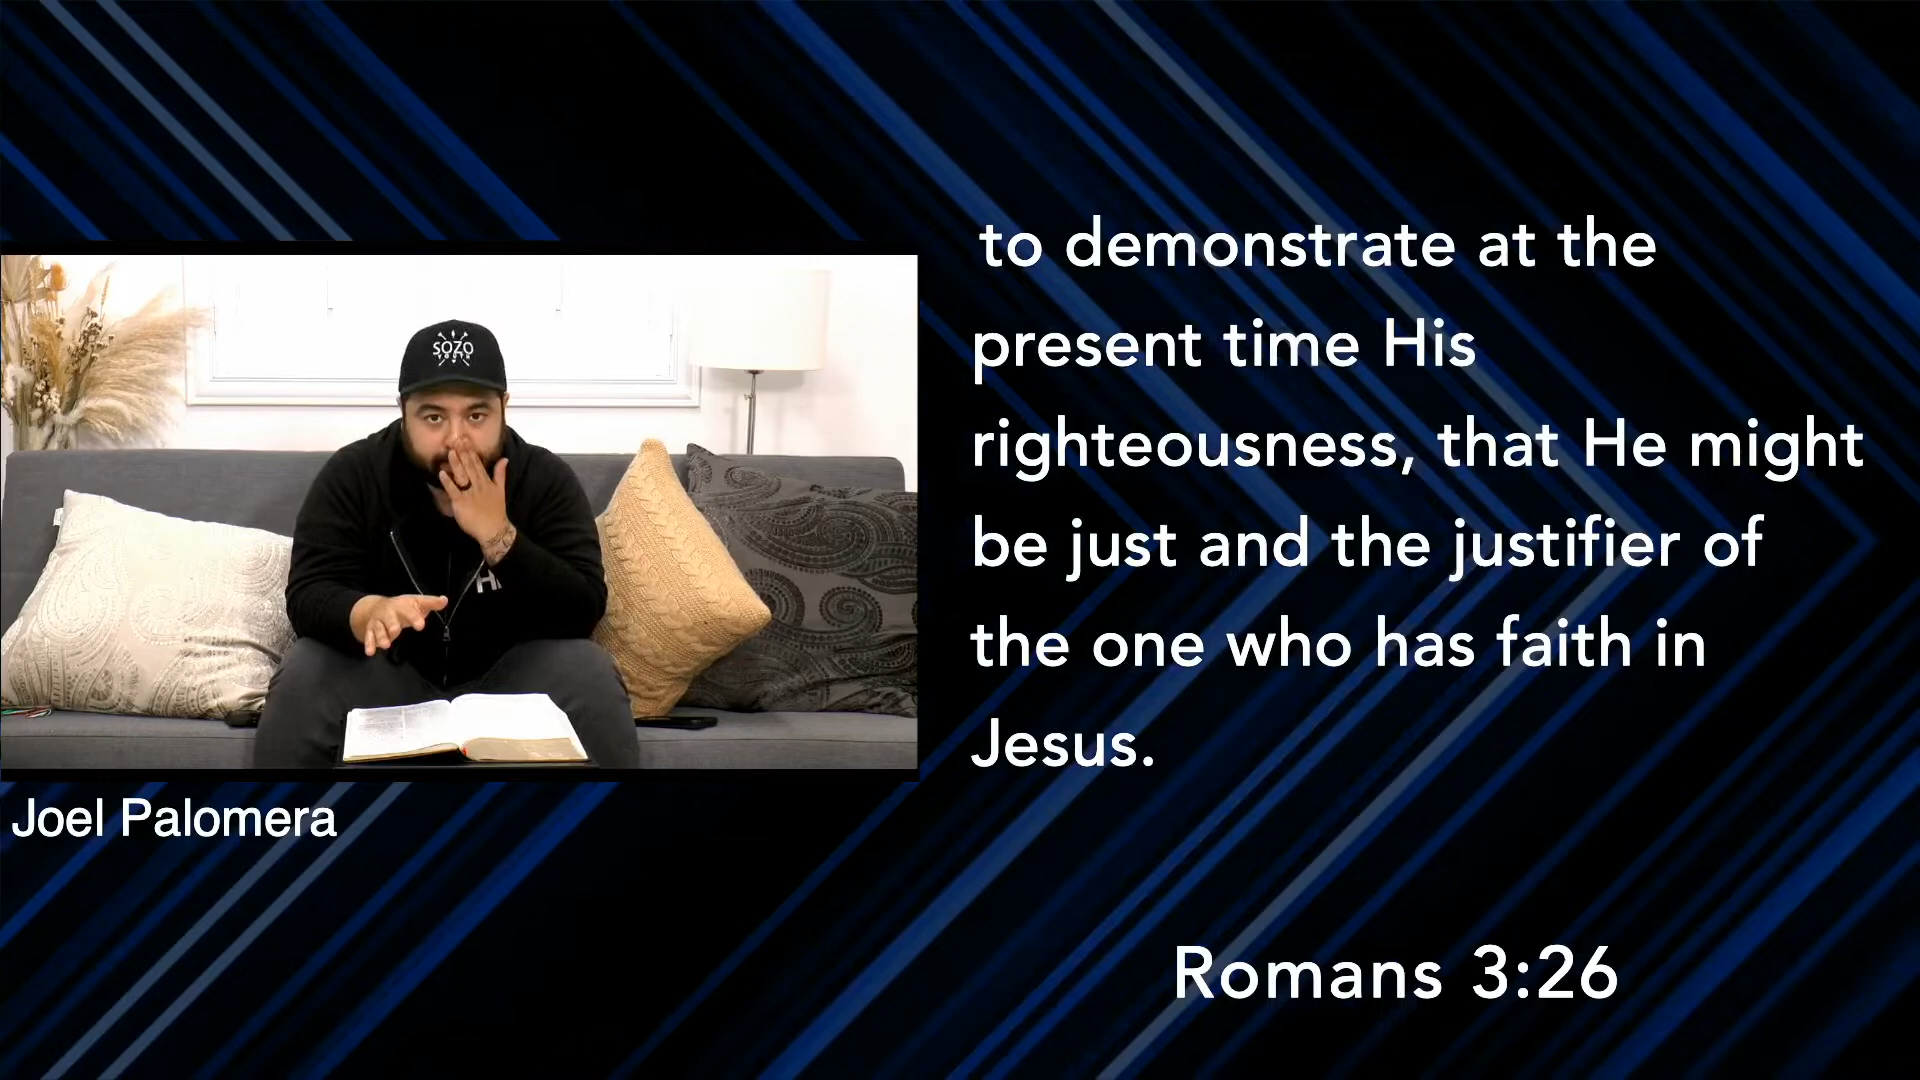 SOZO
YOUTH
H
Joel Palomera
to demonstrate at the
present time His
righteousness, that He might
be just and the justifier of
the one who has faith in
Jesus.
Romans 3:26